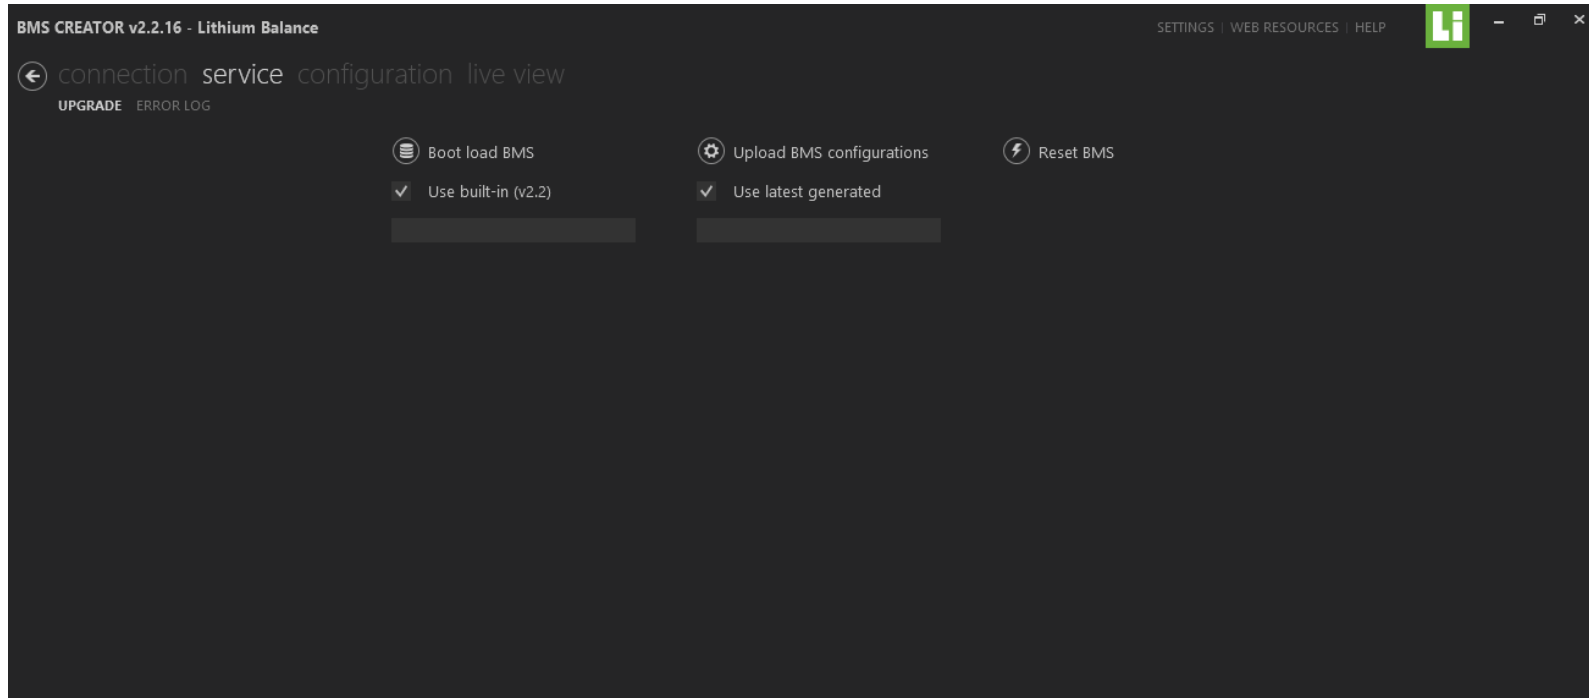 BMS CREATOR v2.2.16 - Lithium Balance
SETTINGS | WEB RESOURCES | HELP
Li
connection service configuration live view
UPGRADE ERROR LOG
Boot load BMS
Upload BMS configurations
Reset BMS
Use built-in (v2.2)
Use latest generated